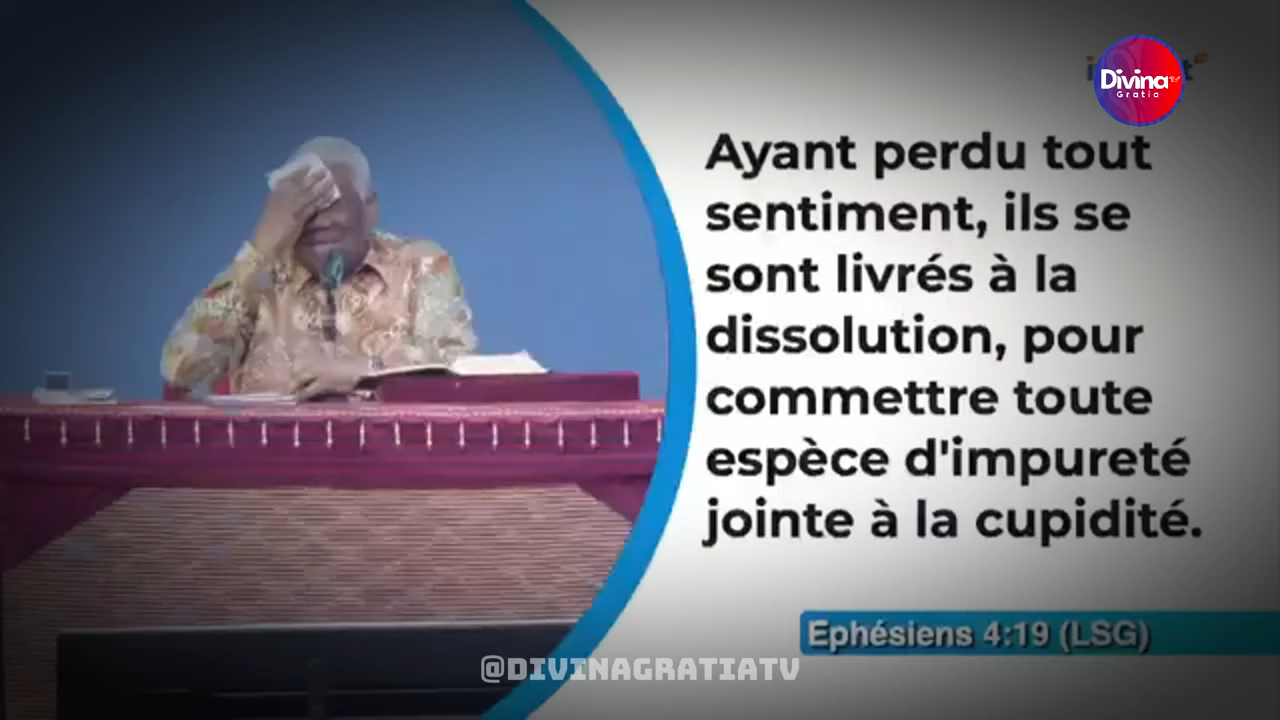 Divina TV
Gratia
Ayant perdu tout
sentiment, ils se
sont livrés à la
dissolution, pour
commettre toute
espèce d'impureté
jointe à la cupidité.
Ephésiens 4:19 (LSG)
@DIVINAGRATIATV